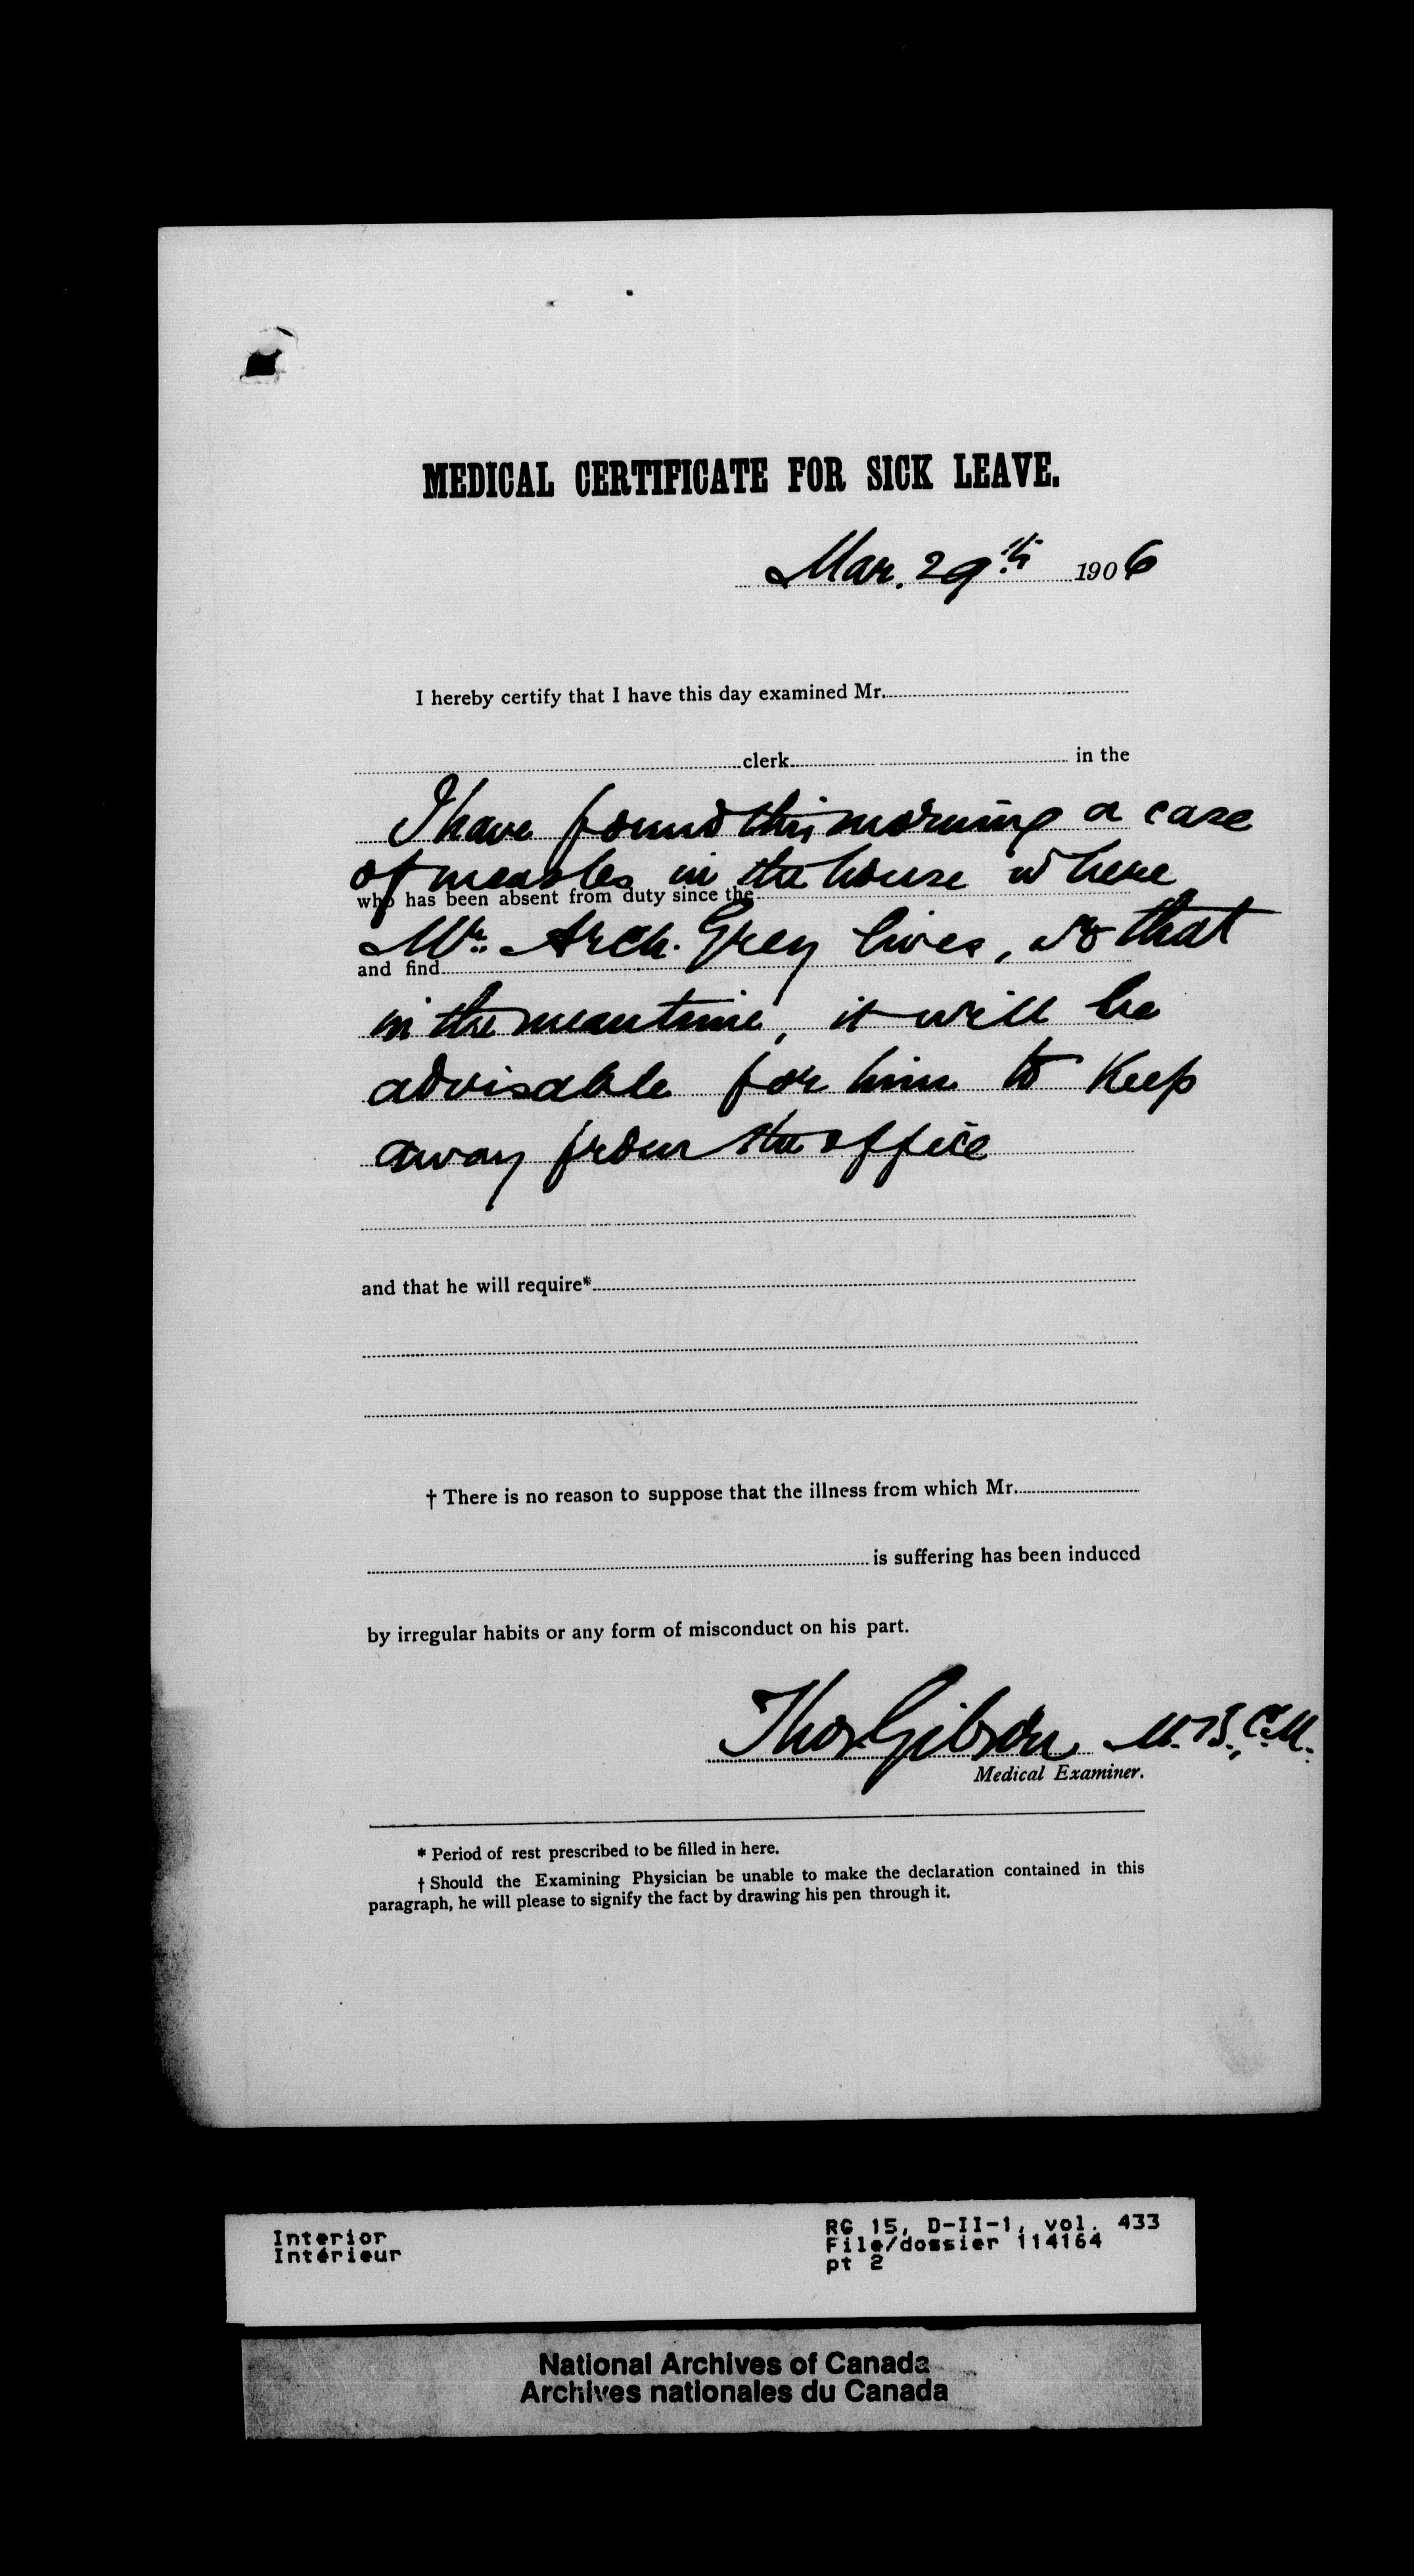 MEDICAL CERTIFICATE FOR SICK LEAVE.
Mar. 29th 1906
I hereby certify that I have this day examined Mr.
clerk in the
I have found this morning a case
of measles in the house where
who has been absent from duty since the
Mr. Arch. Grey lives, so that
and find
in the meantime, it will be
advisable for him to keep
away from the office
and that he will require*
† There is no reason to suppose that the illness from which Mr.
is suffering has been induced
by irregular habits or any form of misconduct on his part.
Thos. Gibson M.B., C.M.
Medical Examiner.
* Period of rest prescribed to be filled in here.
† Should the Examining Physician be unable to make the declaration contained in this
paragraph, he will please to signify the fact by drawing his pen through it.
Interior
Intérieur
RG 15, D-II-1, vol. 433
File/dossier 114164
pt 2
National Archives of Canada
Archives nationales du Canada